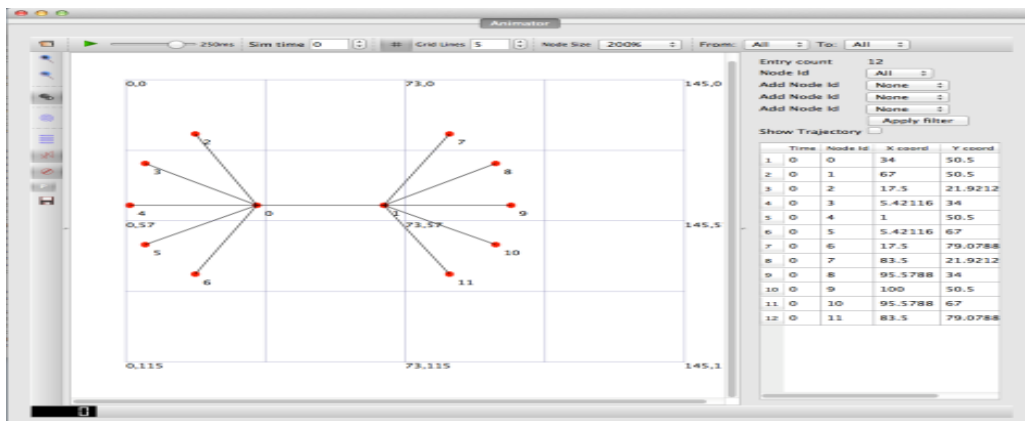 Animator
250ms Sim time 0 # Grid Lines 5 Node Size 200% From: All To: All
Entry count 12
Node Id All
Add Node Id None
Add Node Id None
Add Node Id None
Apply filter
Show Trajectory
0,0 73,0 145,0
2 7
3 8
4 0 1 9
0,57 73,57 145,5
5 10
6 11
0,115 73,115 145,1
Time Node Id X coord Y coord
1 0 0 34 50.5
2 0 1 67 50.5
3 0 2 17.5 21.9212
4 0 3 5.42116 34
5 0 4 1 50.5
6 0 5 5.42116 67
7 0 6 17.5 79.0788
8 0 7 83.5 21.9212
9 0 8 95.5788 34
10 0 9 100 50.5
11 0 10 95.5788 67
12 0 11 83.5 79.0788
0